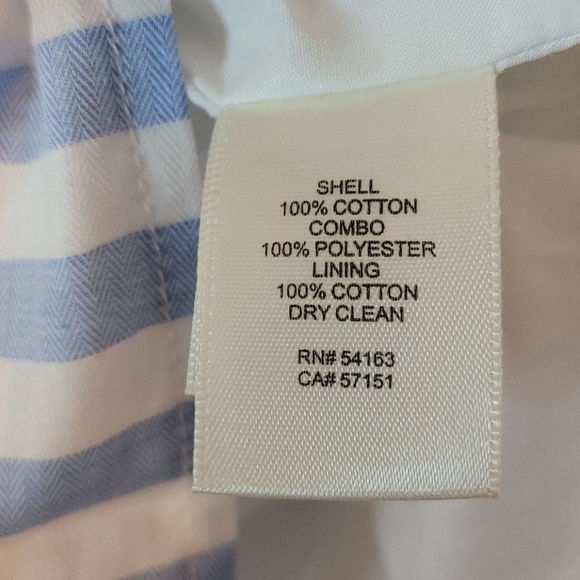 SHELL
100% COTTON
COMBO
100% POLYESTER
LINING
100% COTTON
DRY CLEAN
RN# 54163
CA# 57151